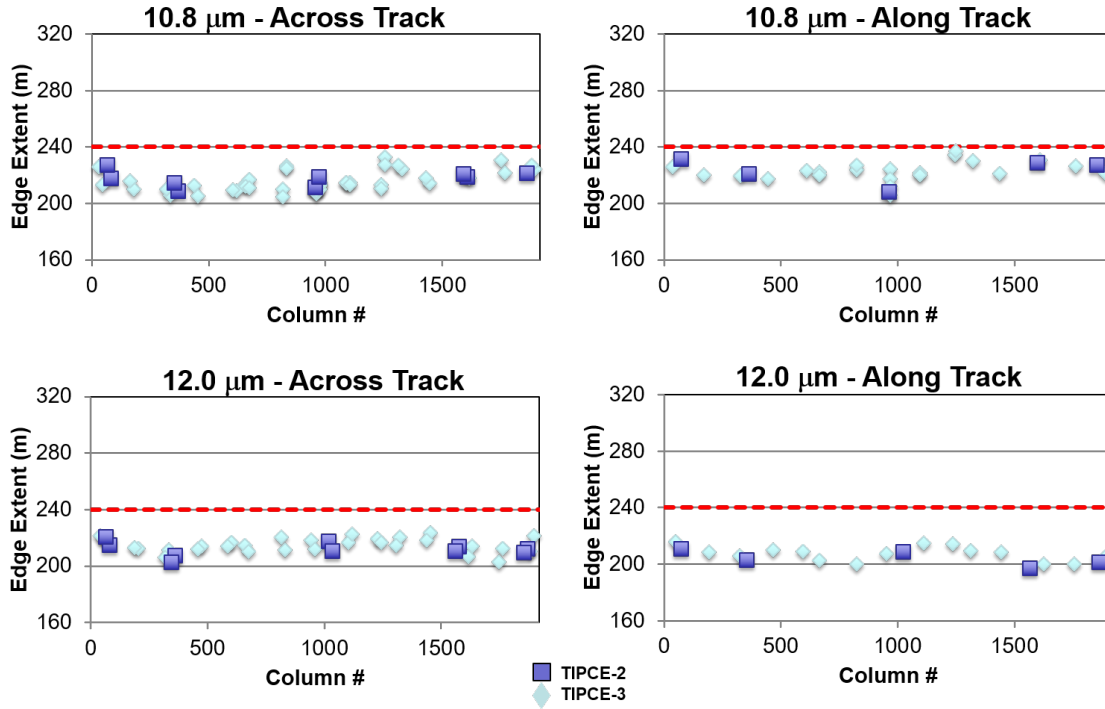 10.8 μm - Across Track
320
280
240
200
160
Edge Extent (m)
0 500 1000 1500
Column #
10.8 μm - Along Track
320
280
240
200
160
Edge Extent (m)
0 500 1000 1500
Column #
12.0 μm - Across Track
320
280
240
200
160
Edge Extent (m)
0 500 1000 1500
Column #
12.0 μm - Along Track
320
280
240
200
160
Edge Extent (m)
0 500 1000 1500
Column #
TIPCE-2
TIPCE-3